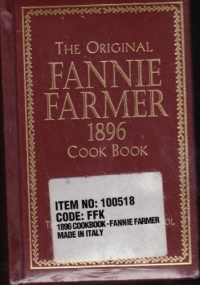 THE ORIGINAL
FANNIE
FARMER
1896
COOK BOOK
ITEM NO: 100518
CODE: FFK
1896 COOKBOOK - FANNIE FARMER
MADE IN ITALY